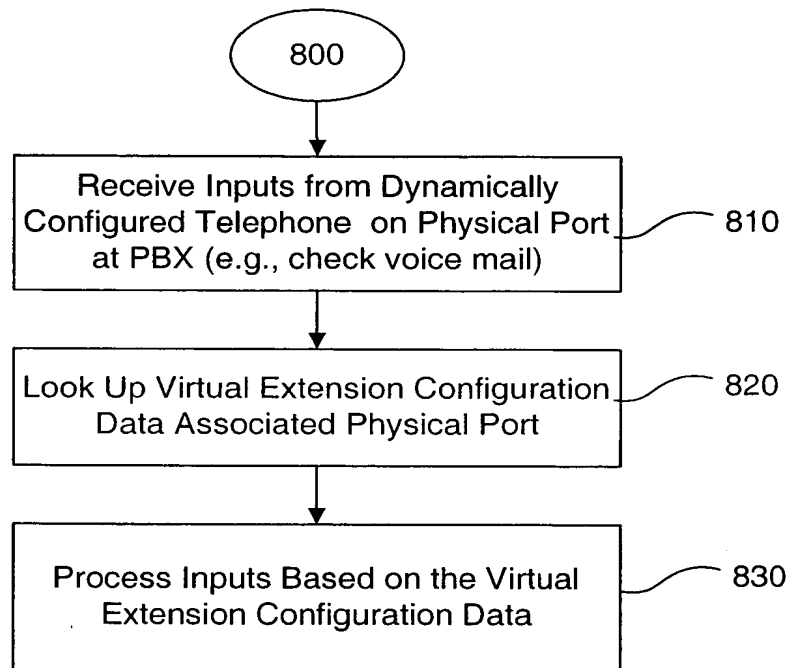 800
Receive Inputs from Dynamically
Configured Telephone on Physical Port
at PBX (e.g., check voice mail)
810
Look Up Virtual Extension Configuration
Data Associated Physical Port
820
Process Inputs Based on the Virtual
Extension Configuration Data
830